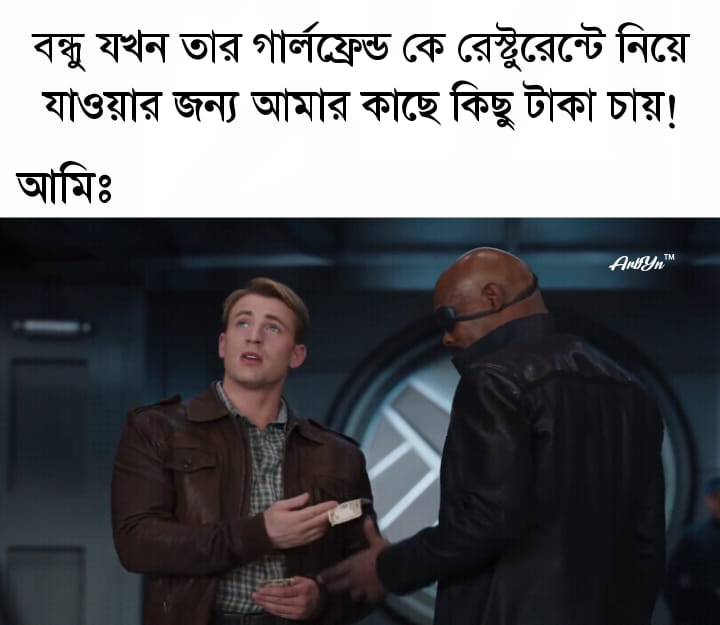 বন্ধু যখন তার গার্লফ্রেন্ড কে রেস্টুরেন্টে নিয়ে
যাওয়ার জন্য আমার কাছে কিছু টাকা চায়!
আমিঃ
ArtfYn™